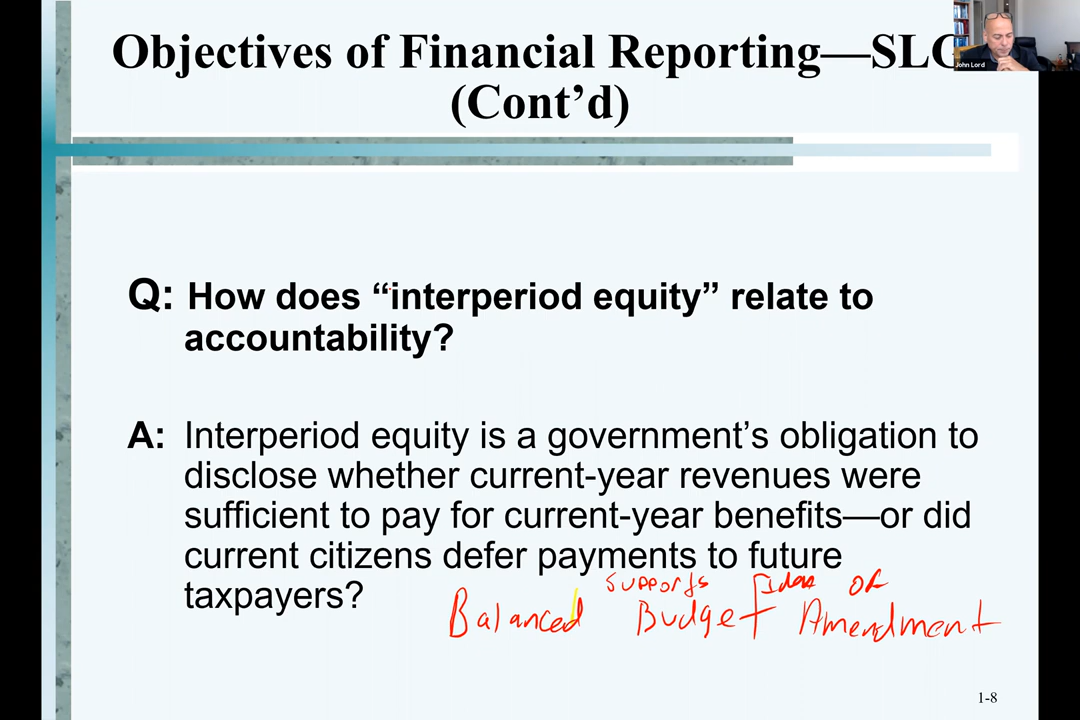 Objectives of Financial Reporting—SLG
(Cont’d)
John Lord
Q: How does “interperiod equity” relate to
accountability?
A: Interperiod equity is a government’s obligation to
disclose whether current-year revenues were
sufficient to pay for current-year benefits—or did
current citizens defer payments to future
taxpayers?
supports Idea of
Balanced Budget Amendment
1-8